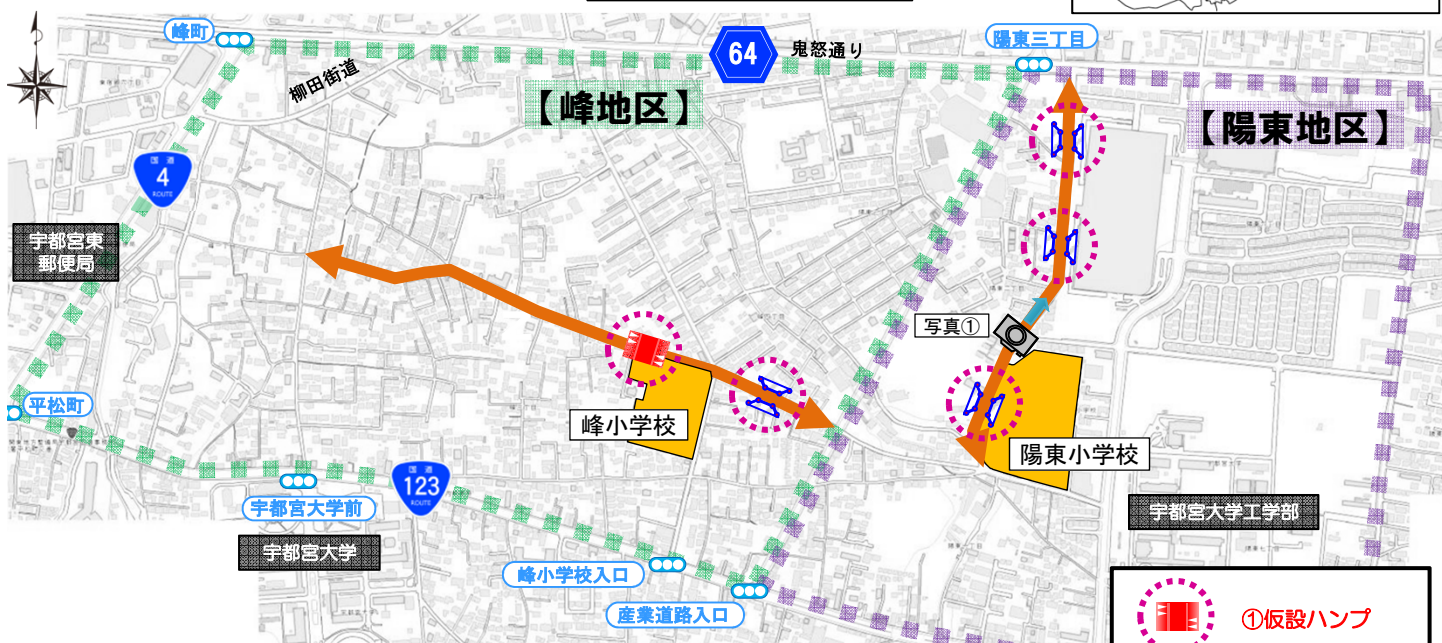 峰町
柳田街道
64
鬼怒通り
陽東三丁目
【峰地区】
【陽東地区】
国道
4
ROUTE
宇都宮東
郵便局
写真①
平松町
峰小学校
陽東小学校
国道
123
ROUTE
宇都宮大学前
宇都宮大学工学部
宇都宮大学
峰小学校入口
産業道路入口
①仮設ハンプ